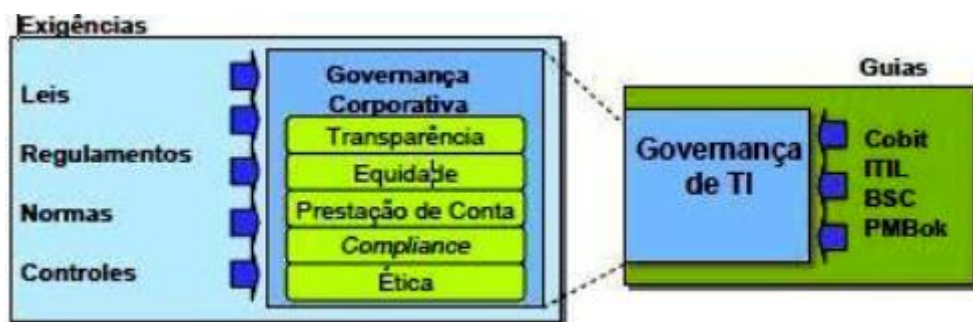 Exigências
Leis
Regulamentos
Normas
Controles
Governança
Corporativa
Transparência
Equidade
Prestação de Conta
Compliance
Ética
Governança
de TI
Guias
Cobit
ITIL
BSC
PMBok